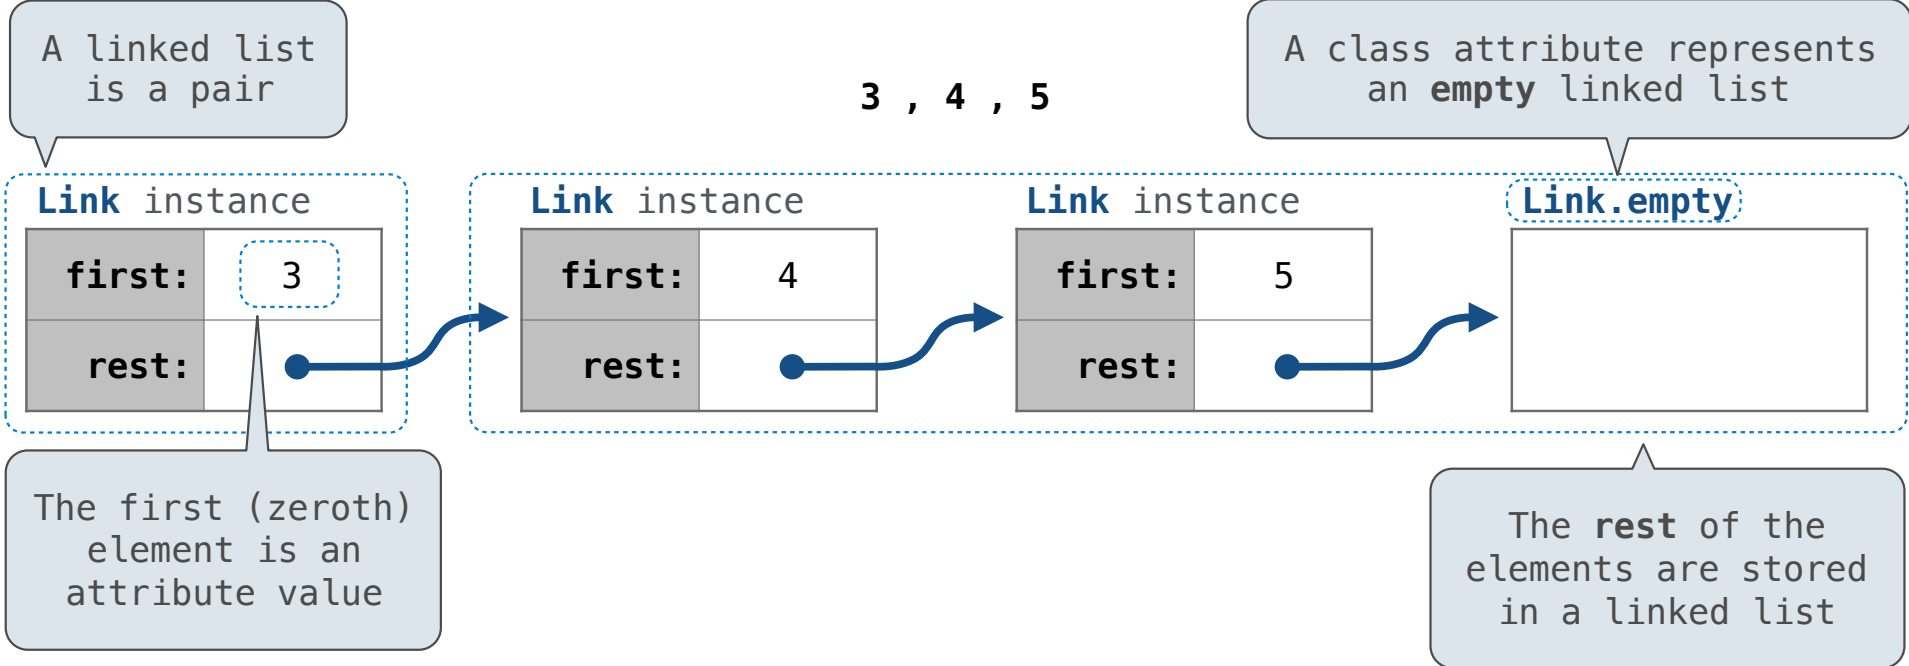 A linked list
is a pair
3 , 4 , 5
A class attribute represents
an empty linked list
Link instance
first: 3
rest:
Link instance
first: 4
rest:
Link instance
first: 5
rest:
Link.empty
The first (zeroth)
element is an
attribute value
The rest of the
elements are stored
in a linked list